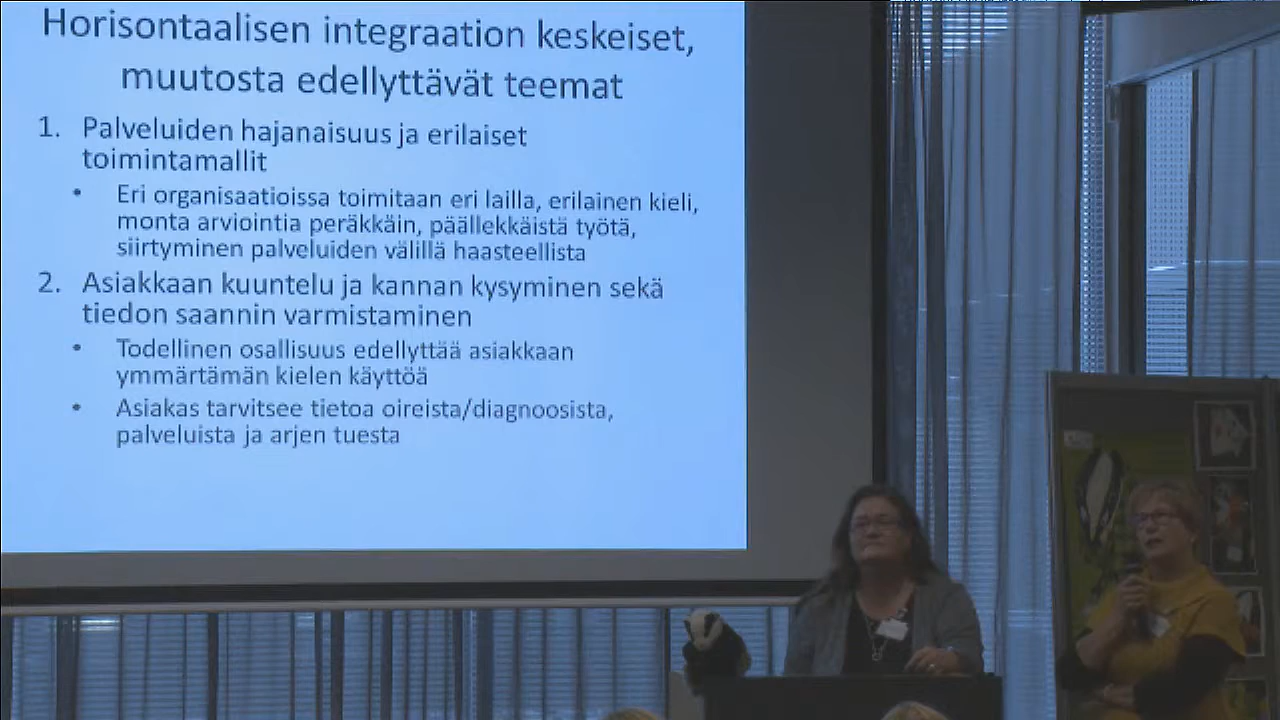 Horisontaalisen integraation keskeiset,
muutosta edellyttävät teemat
1. Palveluiden hajanaisuus ja erilaiset
toimintamallit
• Eri organisaatioissa toimitaan eri lailla, erilainen kieli,
monta arviointia peräkkäin, päällekkäistä työtä,
siirtyminen palveluiden välillä haasteellista
2. Asiakkaan kuuntelu ja kannan kysyminen sekä
tiedon saannin varmistaminen
• Todellinen osallisuus edellyttää asiakkaan
ymmärtämän kielen käyttöä
• Asiakas tarvitsee tietoa oireista/diagnoosista,
palveluista ja arjen tuesta